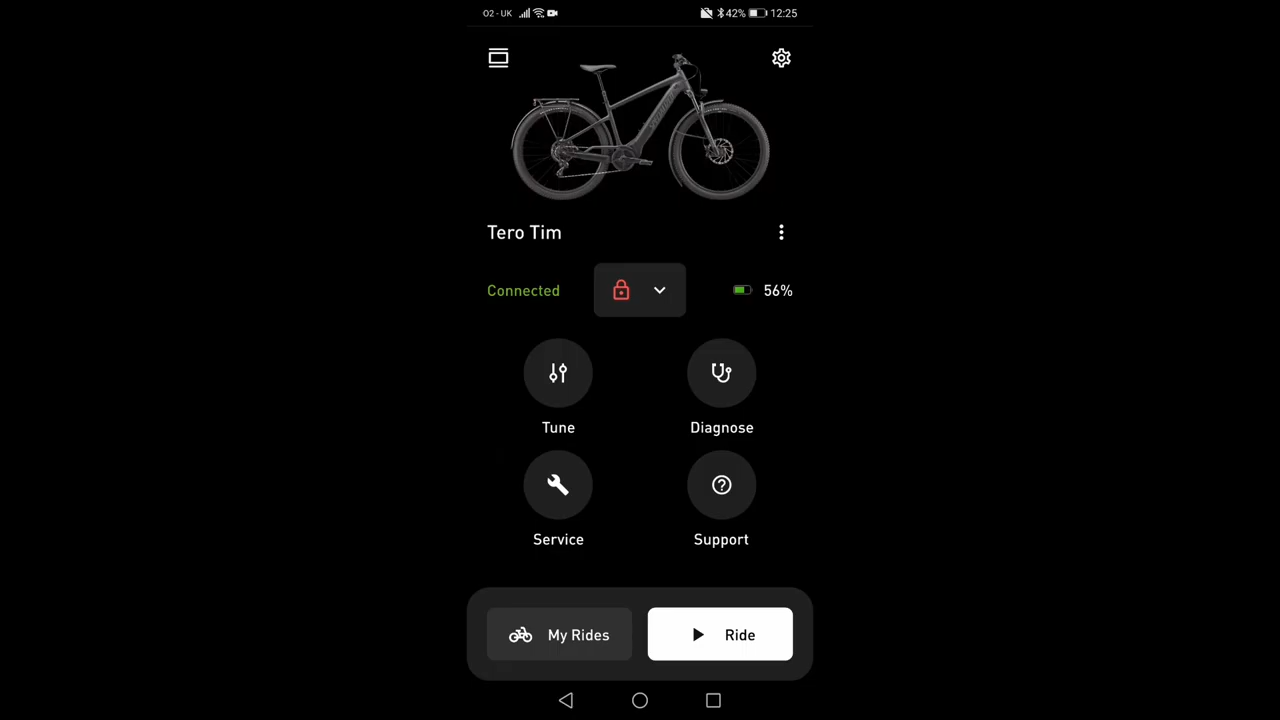 O2 - UK 42% 12:25
Tero Tim
Connected 56%
Tune Diagnose
Service Support
My Rides Ride